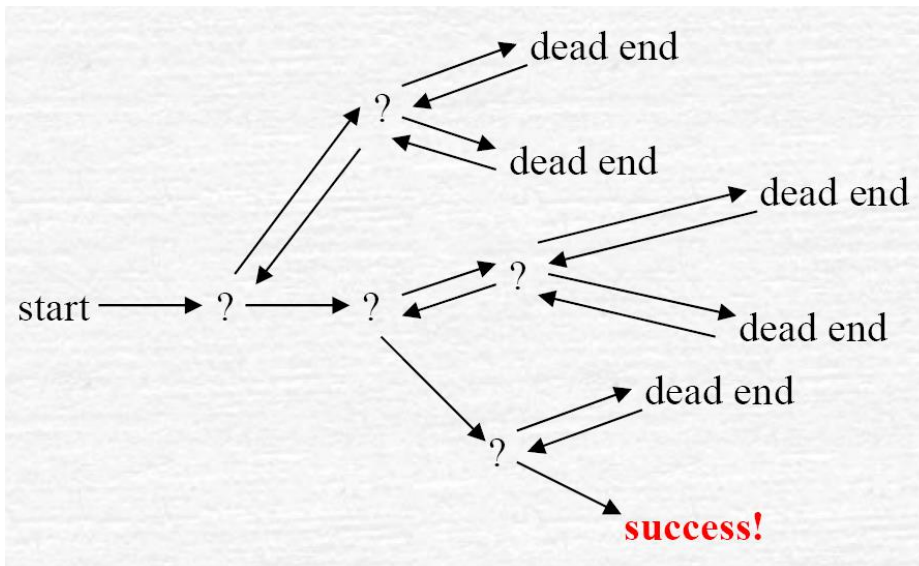 dead end
?
dead end
dead end
?
start
?
?
dead end
dead end
?
success!